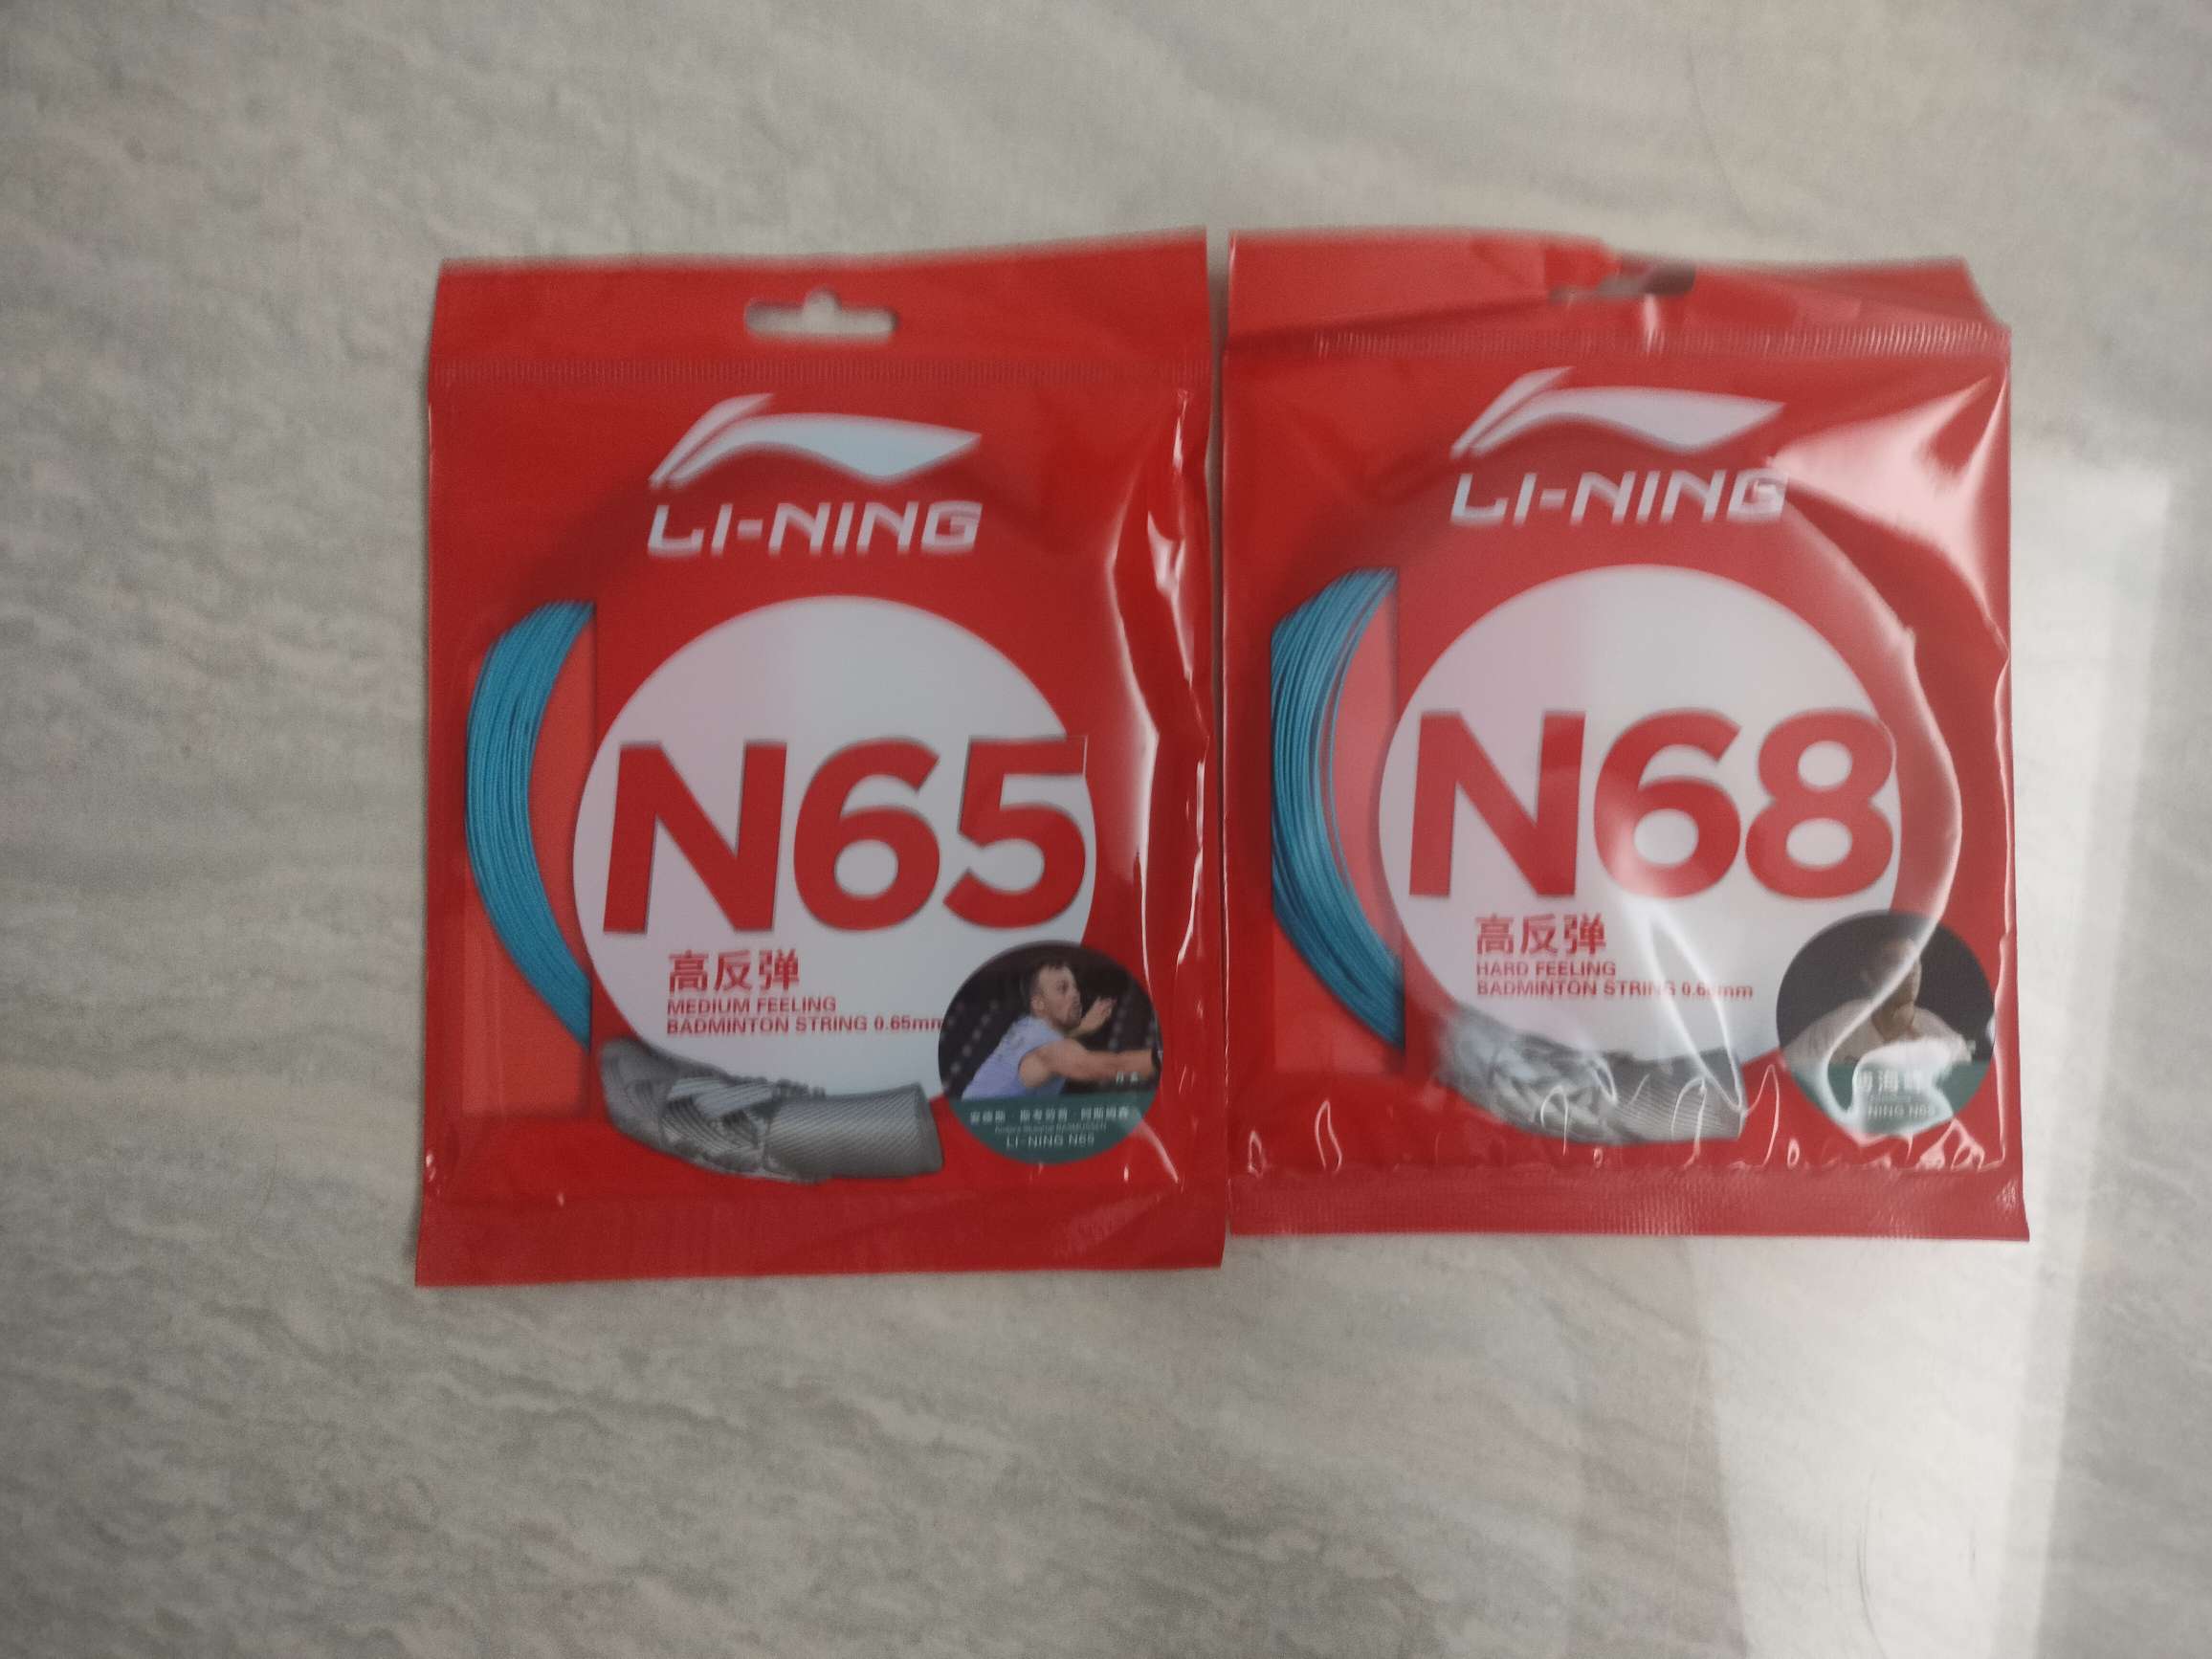 LI-NING
N65
高反弹
MEDIUM FEELING
BADMINTON STRING 0.65mm
LI-NING N65
LI-NING
N68
高反弹
HARD FEELING
BADMINTON STRING
NING